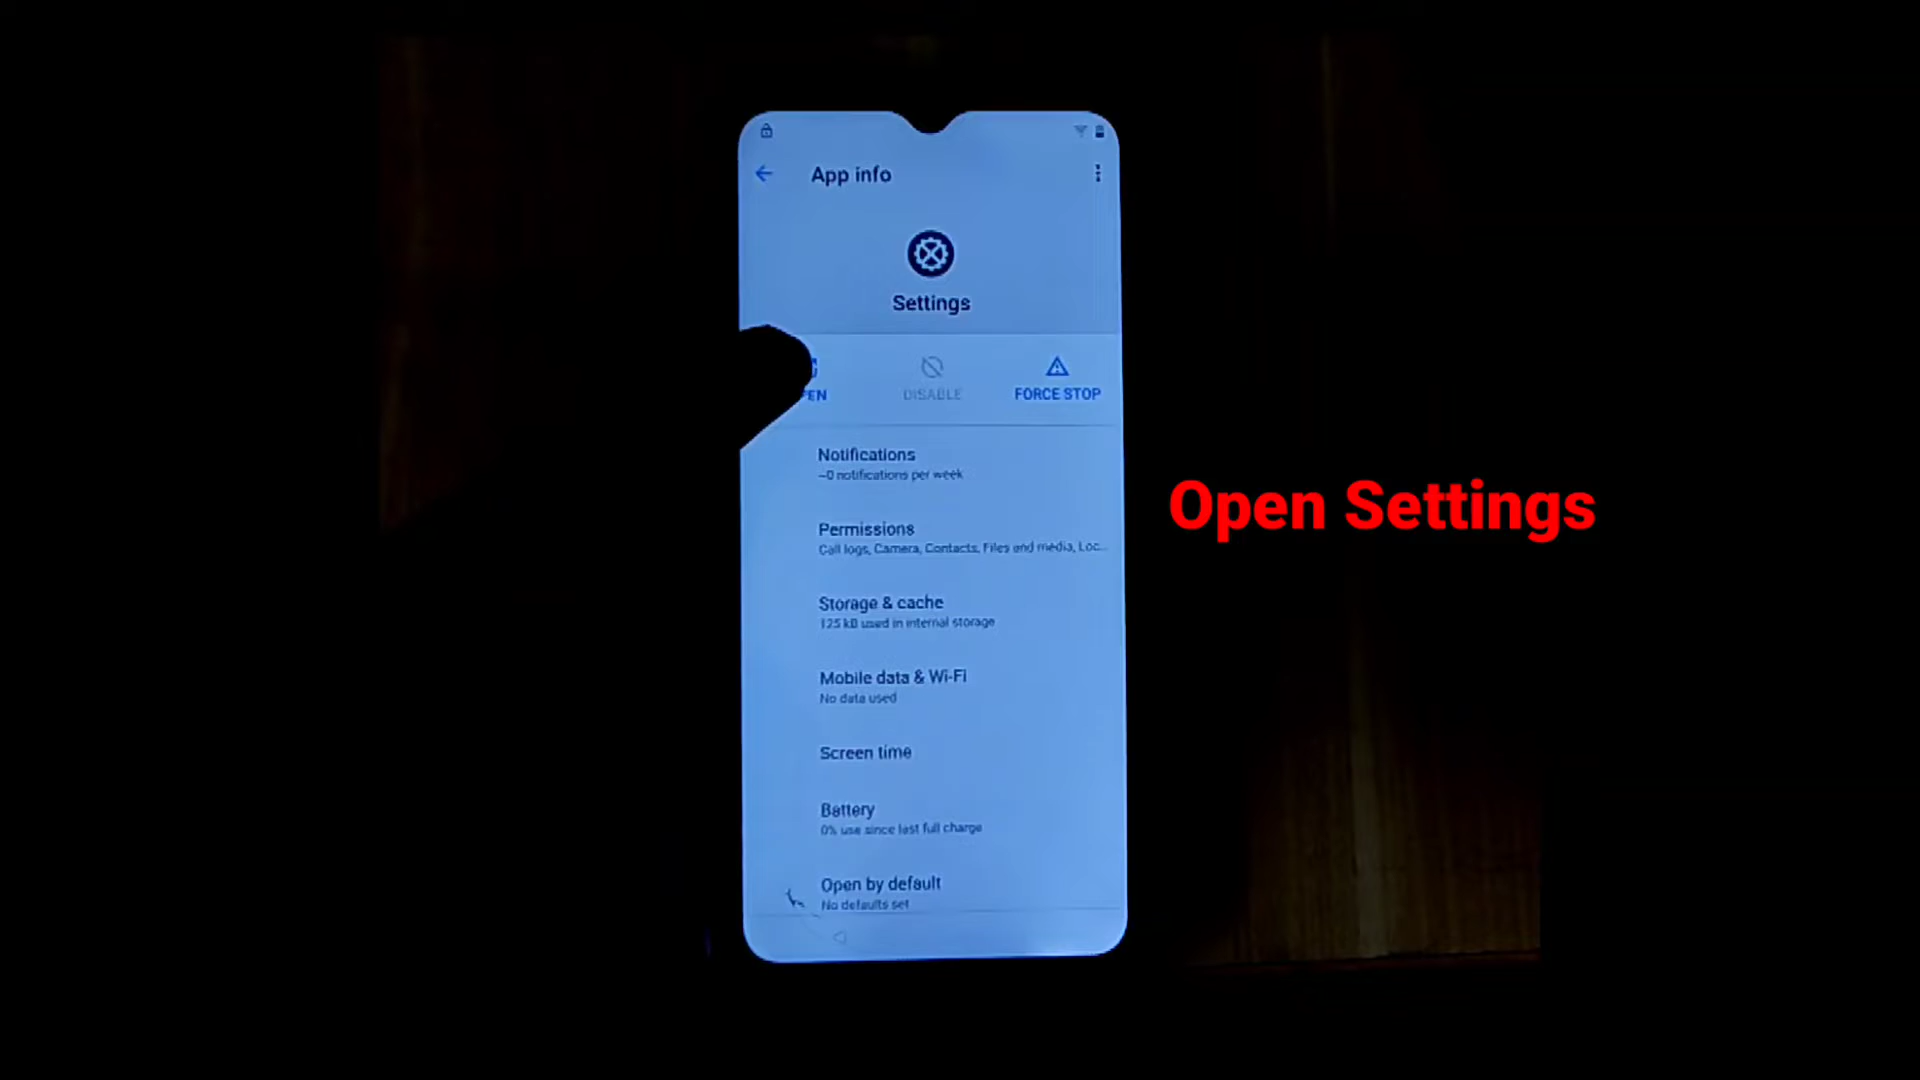 App info
Settings
PEN
DISABLE
FORCE STOP
Notifications
~0 notifications per week
Permissions
Call logs, Camera, Contacts, Files and media, Loc...
Storage & cache
125 kB used in internal storage
Mobile data & Wi-Fi
No data used
Screen time
Battery
0% use since last full charge
Open by default
No defaults set
Open Settings